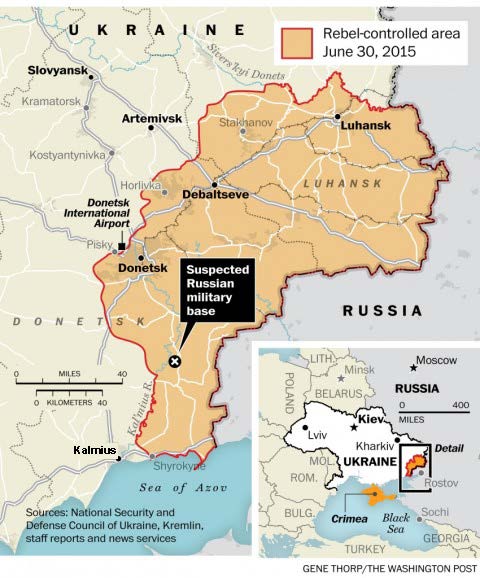 UKRAINE
Rebel-controlled area
June 30, 2015
Sivers'kyi Donets
Slovyansk
Kramatorsk
Artemivsk
Stakhanov
Luhansk
Kostyantynivka
Horlivka
LUHANSK
Debaltseve
Donetsk
International
Airport
Pisky
Donetsk
Suspected
Russian
military
base
RUSSIA
DONETSK
0 MILES 40
0 KILOMETERS 40
Kalmius R.
Kalmius
Shyrokyne
Sea of Azov
Sources: National Security and
Defense Council of Ukraine, Kremlin,
staff reports and news services
LITH.
Moscow
Minsk
POLAND
BELARUS
RUSSIA
0 400
MILES
Kiev
Lviv
Kharkiv
Detail
UKRAINE
MOL.
ROM.
Rostov
Crimea
Black
Sea
Sochi
BULG.
GEORGIA
TURKEY
GENE THORP/THE WASHINGTON POST